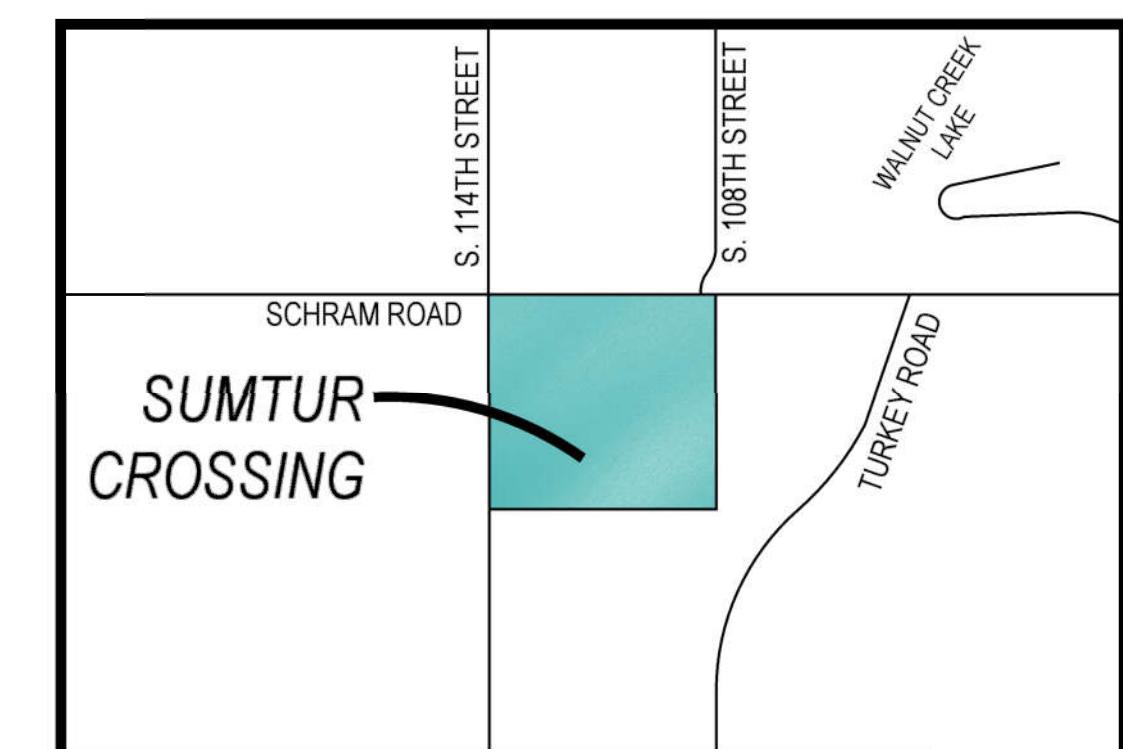 S. 114TH STREET
S. 108TH STREET
WALNUT CREEK
LAKE
SCHRAM ROAD
SUMTUR
CROSSING
TURKEY ROAD